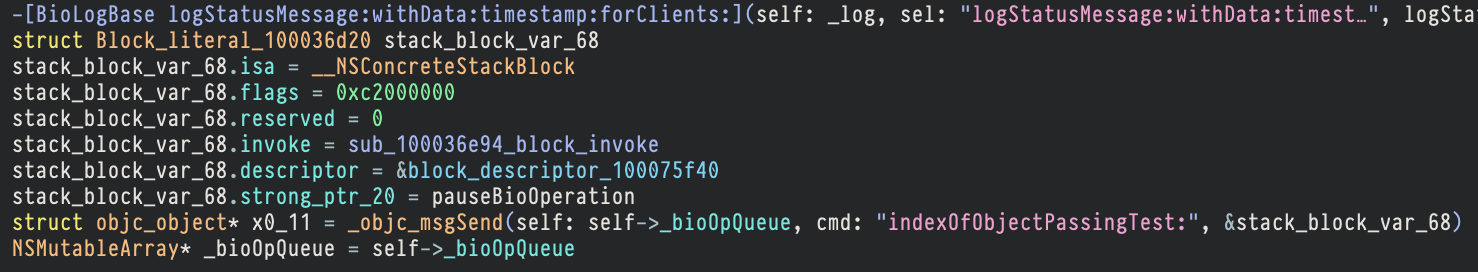 -[BioLogBase logStatusMessage:withData:timestamp:forClients:](self: _log, sel: "logStatusMessage:withData:timest…", logSta
struct Block_literal_100036d20 stack_block_var_68
stack_block_var_68.isa = __NSConcreteStackBlock
stack_block_var_68.flags = 0xc2000000
stack_block_var_68.reserved = 0
stack_block_var_68.invoke = sub_100036e94_block_invoke
stack_block_var_68.descriptor = &block_descriptor_100075f40
stack_block_var_68.strong_ptr_20 = pauseBioOperation
struct objc_object* x0_11 = _objc_msgSend(self: self->_bioOpQueue, cmd: "indexOfObjectPassingTest:", &stack_block_var_68)
NSMutableArray* _bioOpQueue = self->_bioOpQueue